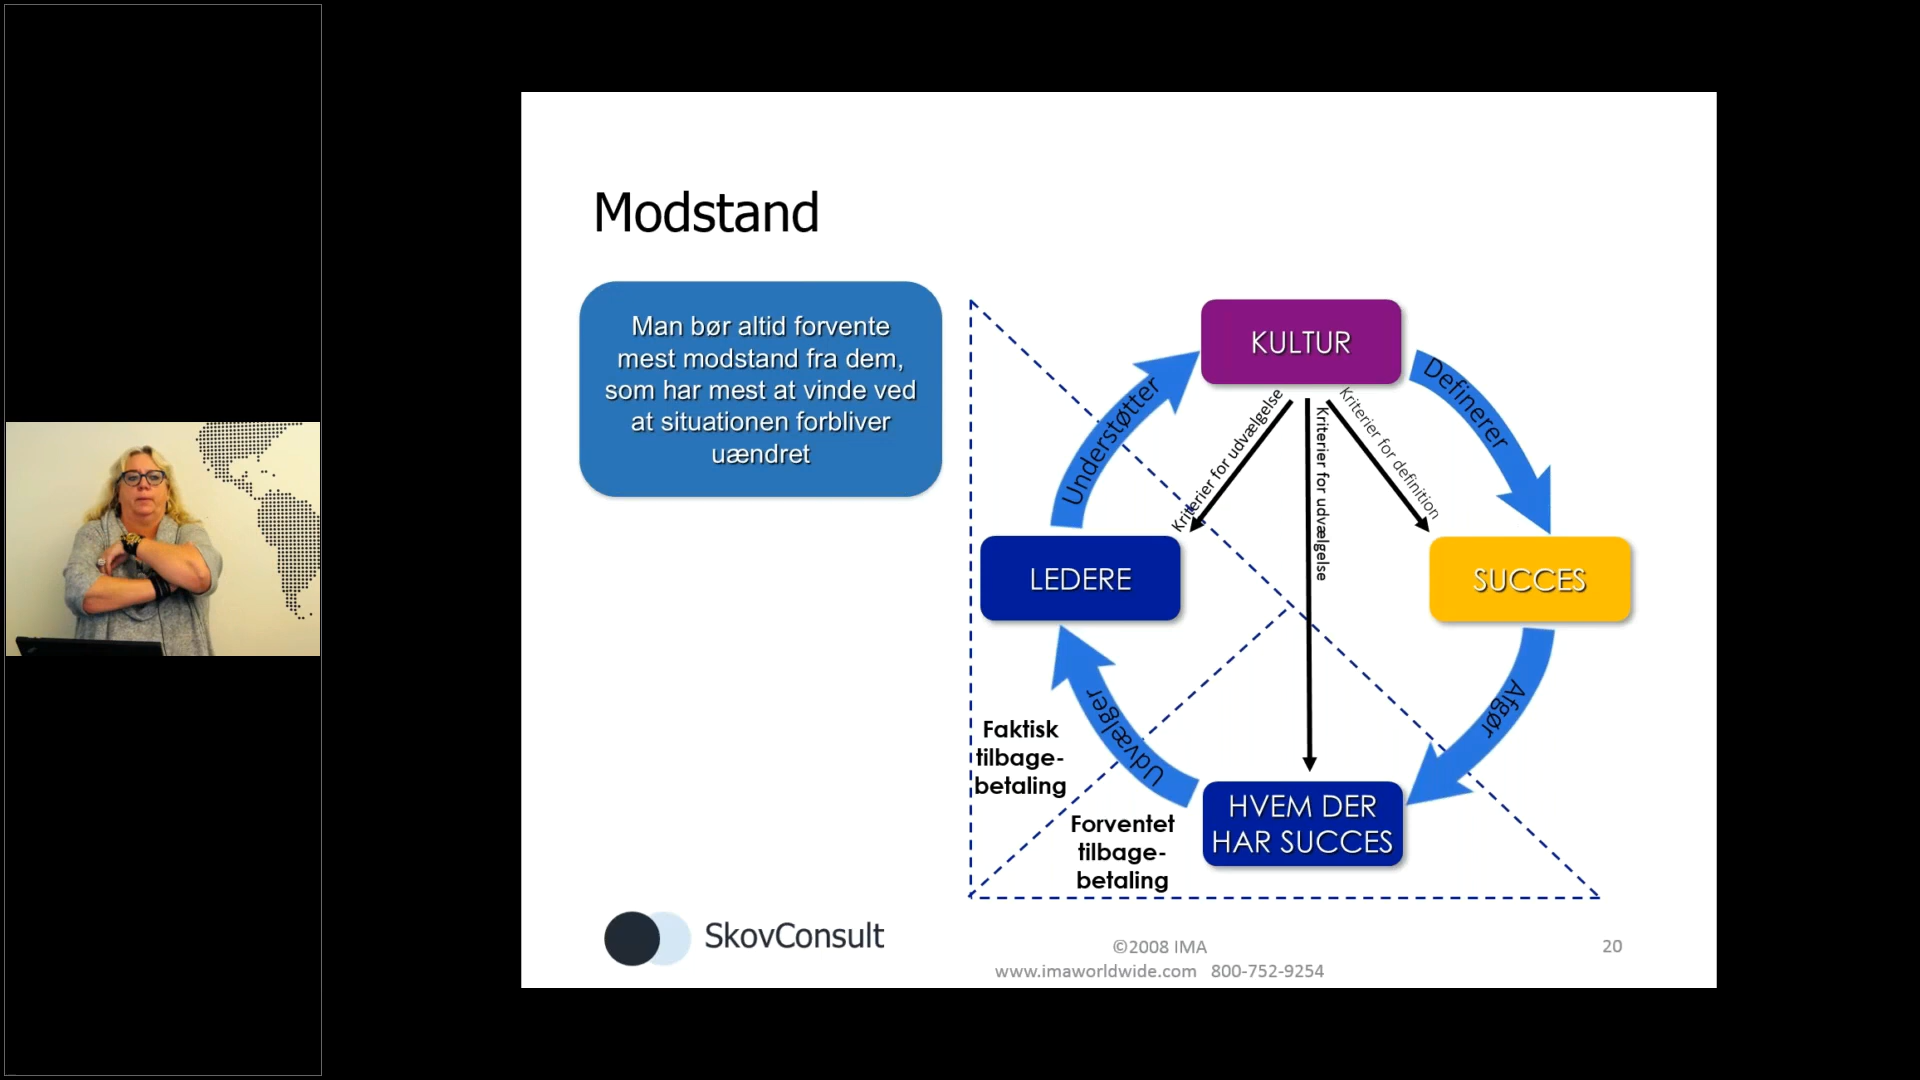 Modstand
Man bør altid forvente
mest modstand fra dem,
som har mest at vinde ved
at situationen forbliver
uændret
KULTUR
Definerer
Understøtter
Kriterier for udvælgelse
Kriterier for udvælgelse
Kriterier for definition
LEDERE
SUCCES
Udvælger
Afgør
Faktisk
tilbage-
betaling
Forventet
tilbage-
betaling
HVEM DER
HAR SUCCES
SkovConsult
©2008 IMA
www.imaworldwide.com 800-752-9254
20